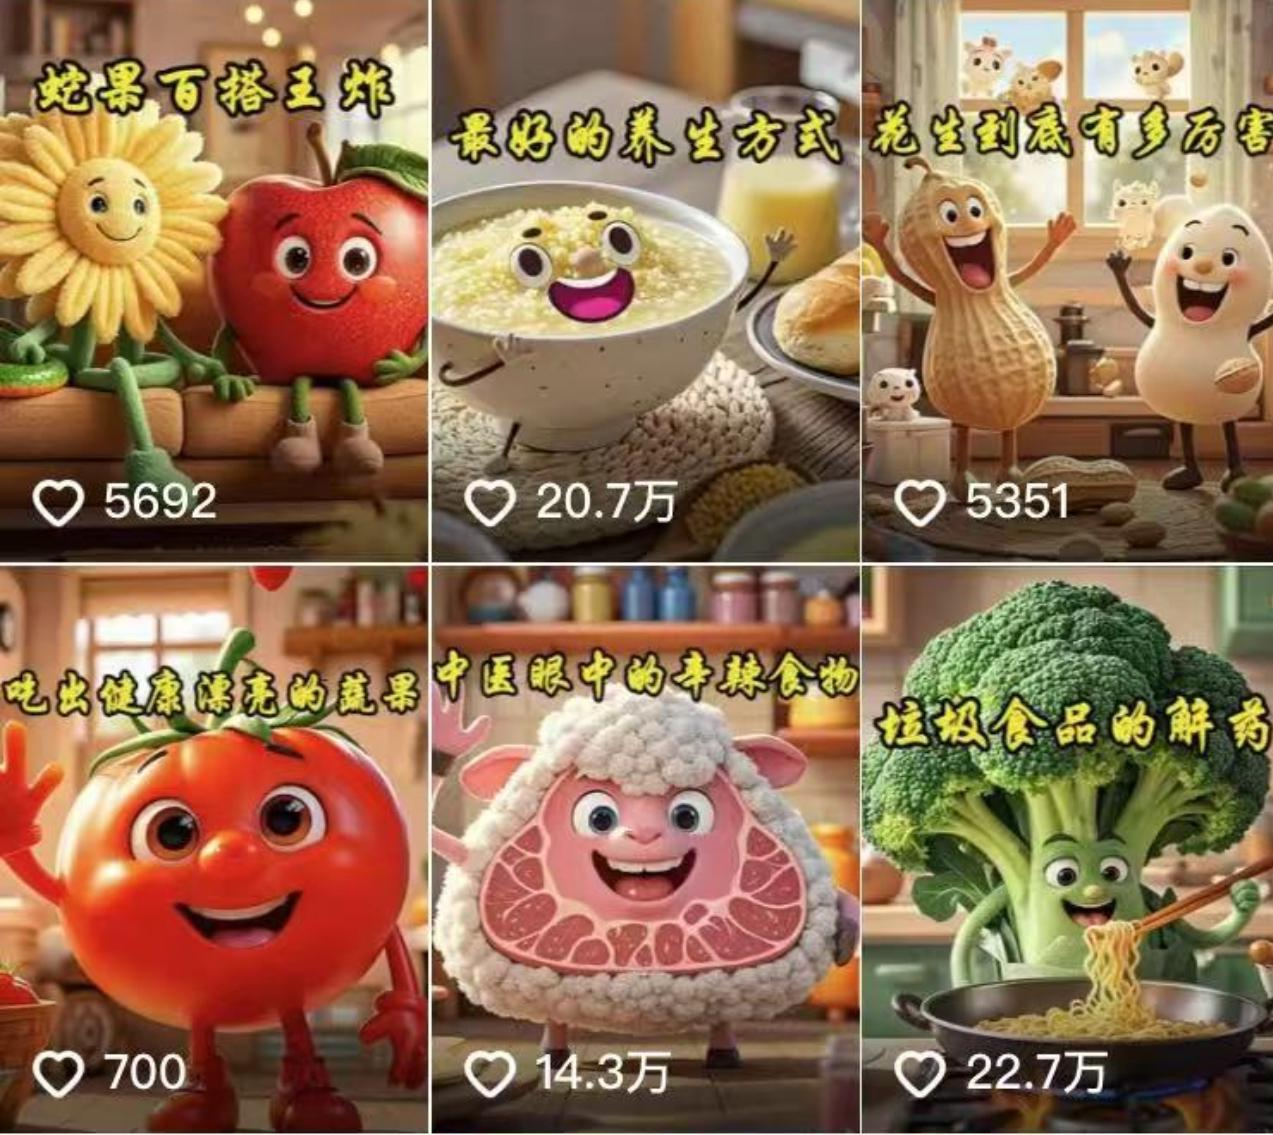 蛇果百搭王炸
5692
最好的养生方式
20.7万
花生到底有多厉害
5351
吃出健康漂亮的蔬果
700
中医眼中的辛辣食物
14.3万
垃圾食品的解药
22.7万